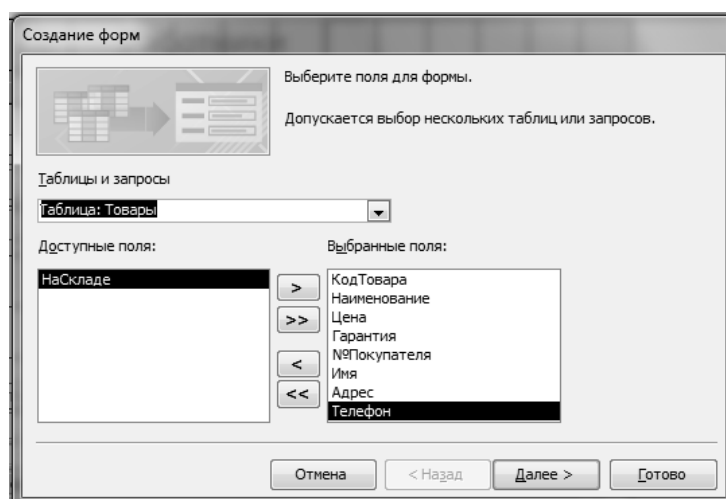 Создание форм
Выберите поля для формы.
Допускается выбор нескольких таблиц или запросов.
Таблицы и запросы
Таблица: Товары
Доступные поля:
Выбранные поля:
НаСкладе
>
>>
<
<<
КодТовара
Наименование
Цена
Гарантия
№Покупателя
Имя
Адрес
Телефон
Отмена
< Назад
Далее >
Готово